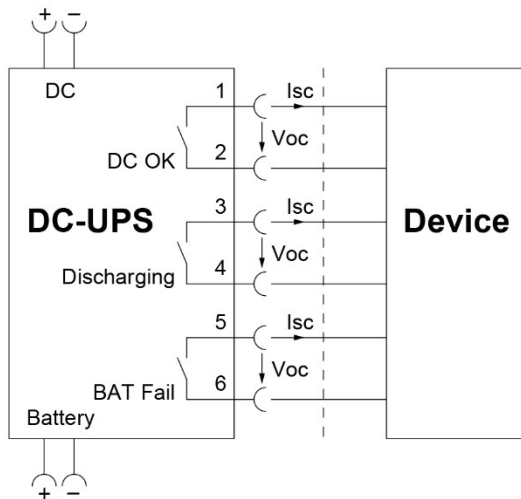 + −
DC
1 Isc
Voc
DC OK 2
DC-UPS
3 Isc
Device
Voc
Discharging 4
5 Isc
Voc
BAT Fail 6
Battery
+ −